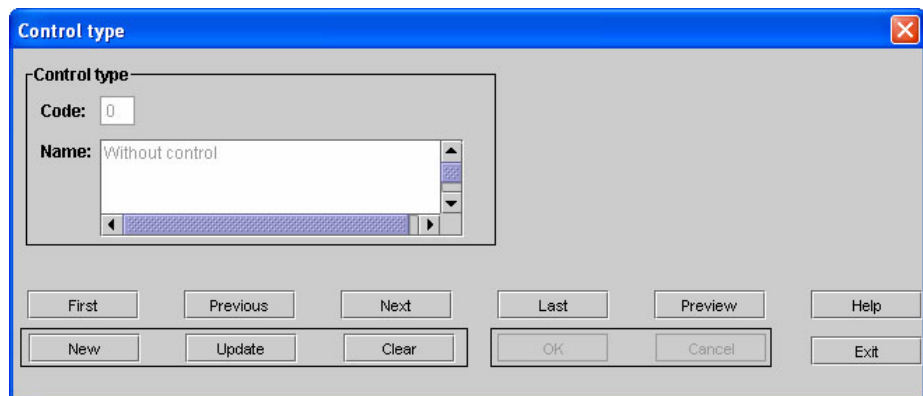 Control type
Control type
Code: 0
Name: Without control
First Previous Next Last Preview Help
New Update Clear OK Cancel Exit